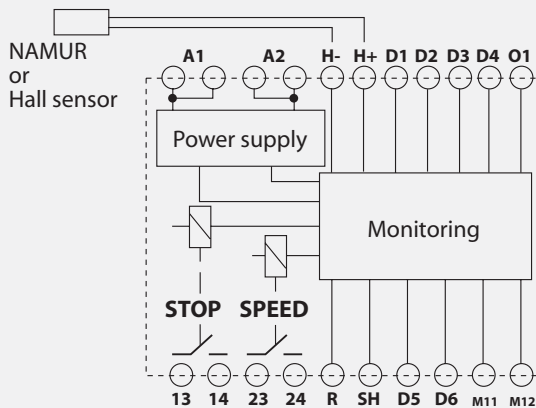 NAMUR
or
Hall sensor
A1 A2 H- H+ D1 D2 D3 D4 O1
Power supply
Monitoring
STOP SPEED
13 14 23 24 R SH D5 D6 M11 M12